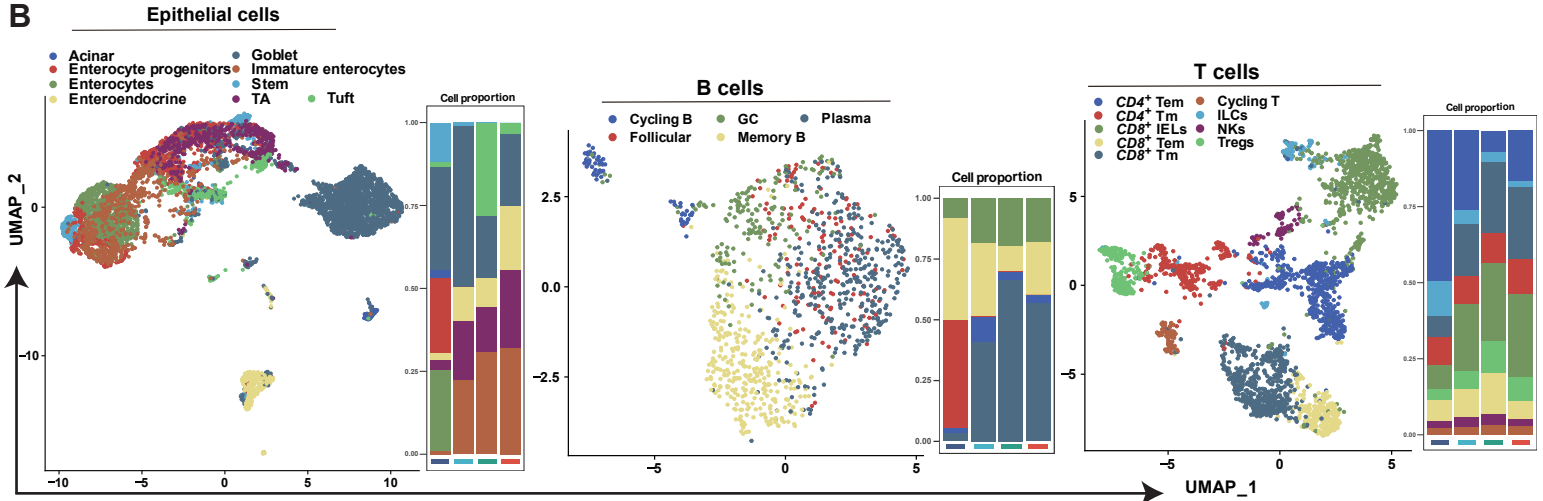 B
Epithelial cells
Acinar
Enterocyte progenitors
Enterocytes
Enteroendocrine
Goblet
Immature enterocytes
Stem
TA
Tuft
Cell proportion
1.00
0.75
0.50
0.25
0.00
UMAP_2
0
−10
−10
−5
0
5
10
B cells
Cycling B
Follicular
GC
Memory B
Plasma
2.5
0.0
−2.5
−5
0
5
Cell proportion
1.00
0.75
0.50
0.25
0.00
T cells
CD4+ Tem
CD4+ Tm
CD8+ IELs
CD8+ Tem
CD8+ Tm
Cycling T
ILCs
NKs
Tregs
5
0
−5
−5
0
5
Cell proportion
1.00
0.75
0.50
0.25
0.00
UMAP_1